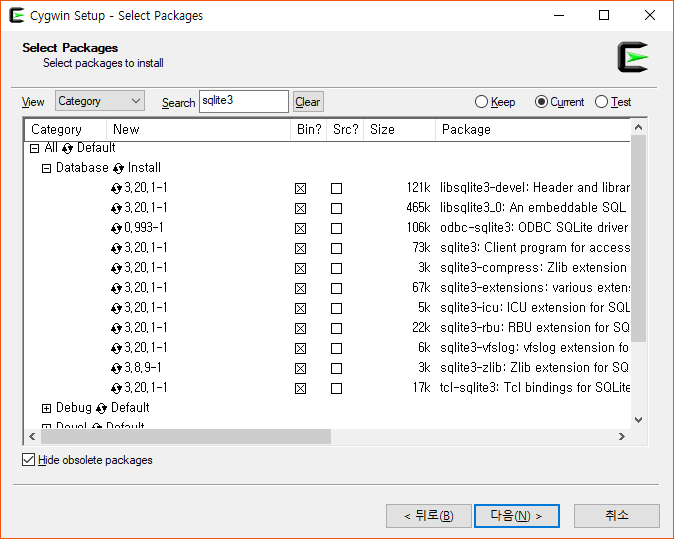 Cygwin Setup - Select Packages
Select Packages
Select packages to install
View Category Search sqlite3 Clear Keep Current Test
Category New Bin? Src? Size Package
All Default
Database Install
3,20,1-1 121k libsqlite3-devel: Header and librar
3,20,1-1 465k libsqlite3_0: An embeddable SQL
0,993-1 106k odbc-sqlite3: ODBC SQLite driver
3,20,1-1 73k sqlite3: Client program for access
3,20,1-1 3k sqlite3-compress: Zlib extension
3,20,1-1 67k sqlite3-extensions: various exten
3,20,1-1 5k sqlite3-icu: ICU extension for SQL
3,20,1-1 22k sqlite3-rbu: RBU extension for SQ
3,20,1-1 6k sqlite3-vfslog: vfslog extension fo
3,8,9-1 3k sqlite3-zlib: Zlib extension for SQ
3,20,1-1 17k tcl-sqlite3: Tcl bindings for SQLite
Debug Default
Devel Default
Hide obsolete packages
< 뒤로(B) 다음(N) > 취소